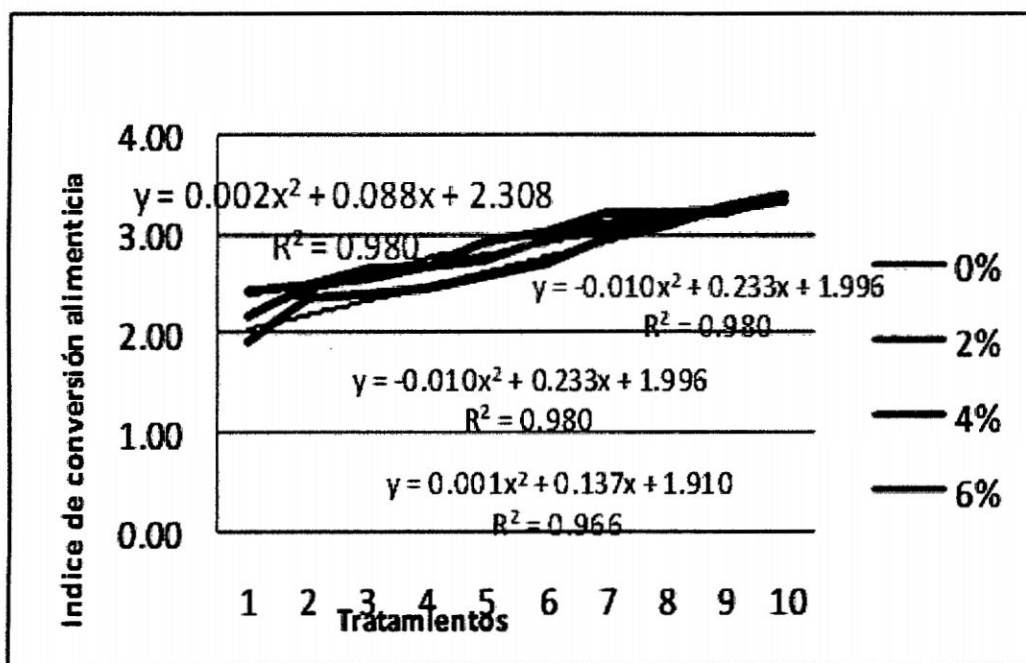 Indice de conversión alimenticia
4.00
3.00
2.00
1.00
0.00
y = 0.002x² + 0.088x + 2.308
R² = 0.980
y = -0.010x² + 0.233x + 1.996
R² = 0.980
y = -0.010x² + 0.233x + 1.996
R² = 0.980
y = 0.001x² + 0.137x + 1.910
R² = 0.966
1 2 3 4 5 6 7 8 9 10
Tratamientos
0%
2%
4%
6%